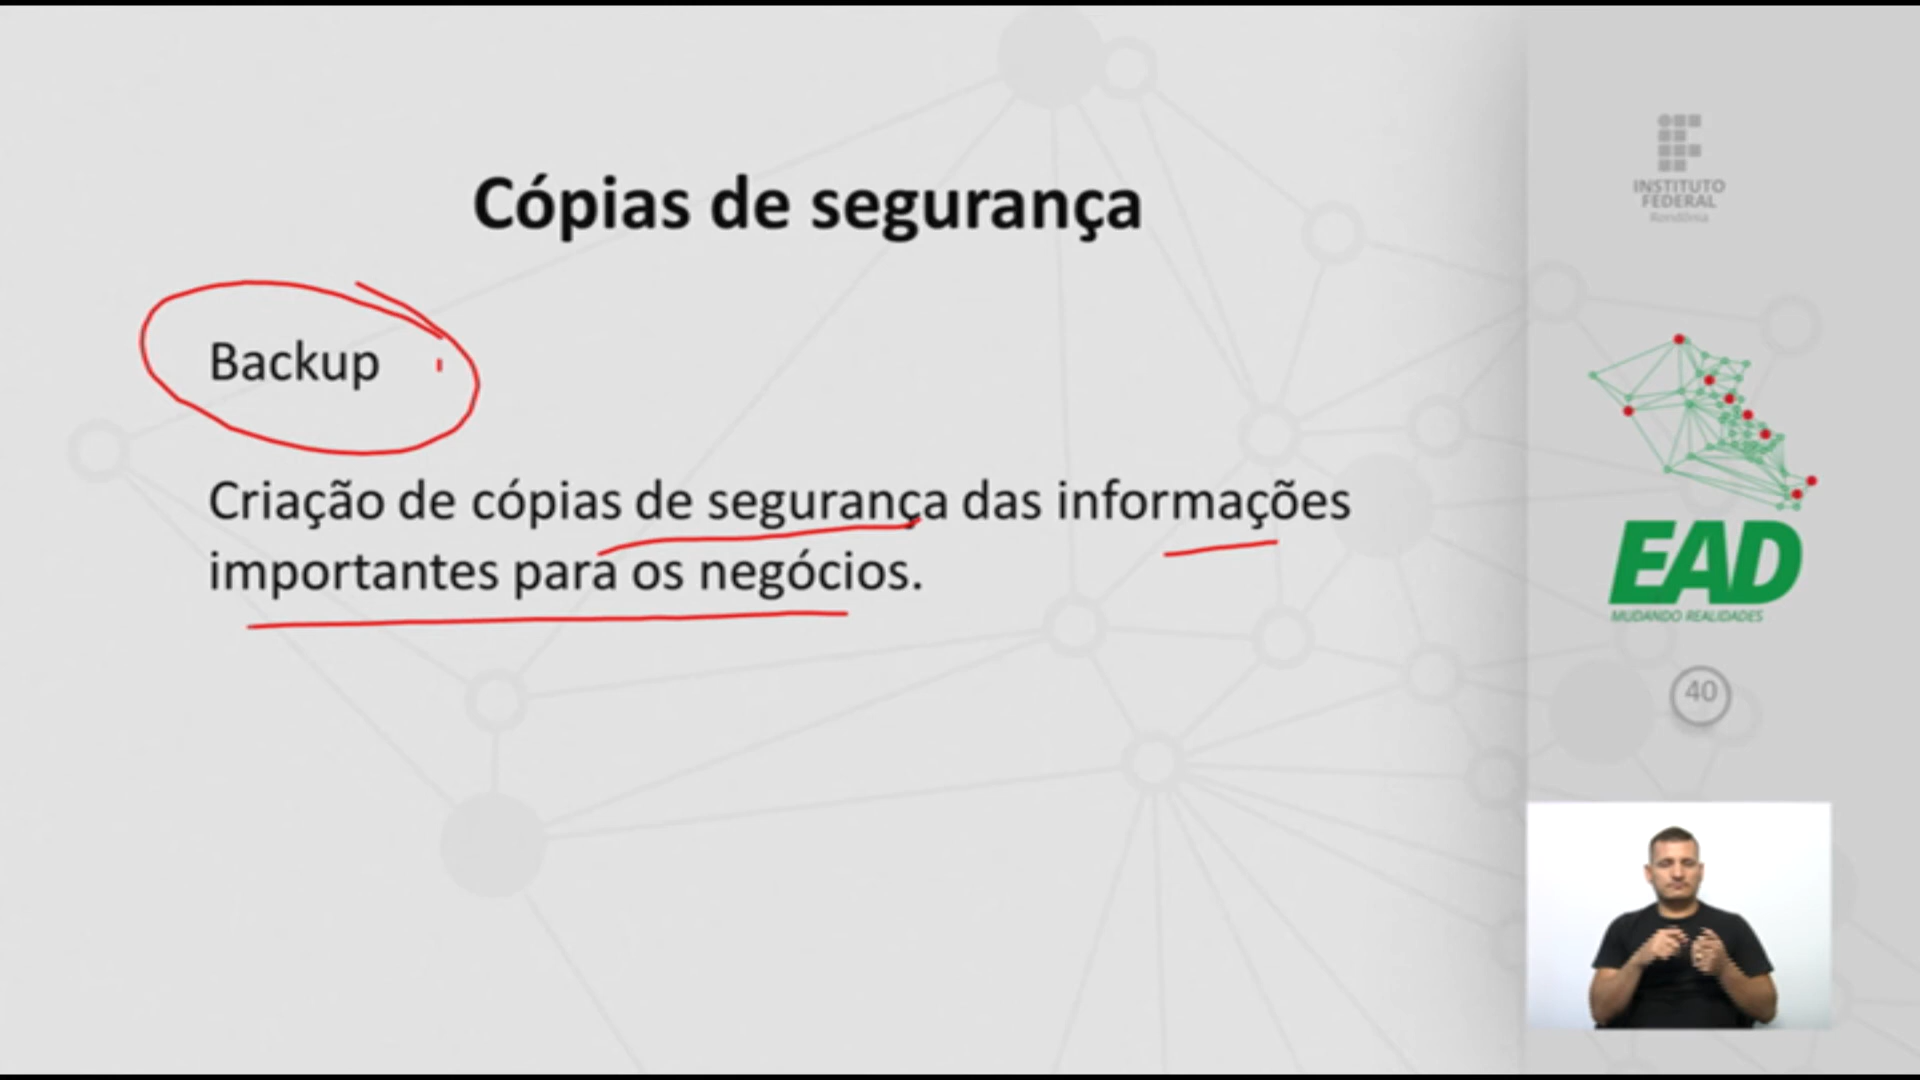 Cópias de segurança
Backup
Criação de cópias de segurança das informações
importantes para os negócios.
INSTITUTO
FEDERAL
Rondônia
EAD
MUDANDO REALIDADES
40